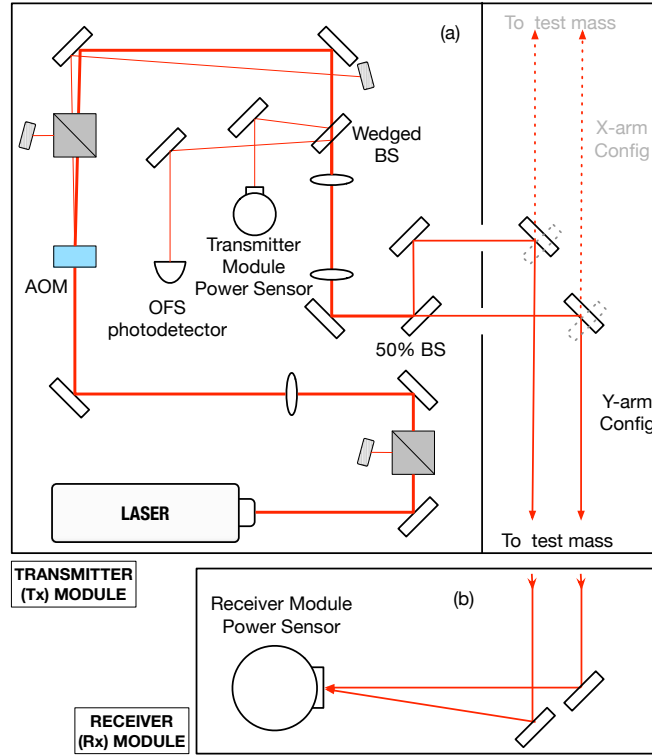 (a)
To test mass
X-arm
Config
Wedged
BS
Transmitter
Module
Power Sensor
AOM
OFS
photodetector
50% BS
Y-arm
Config
LASER
To test mass
TRANSMITTER
(Tx) MODULE
(b)
Receiver Module
Power Sensor
RECEIVER
(Rx) MODULE